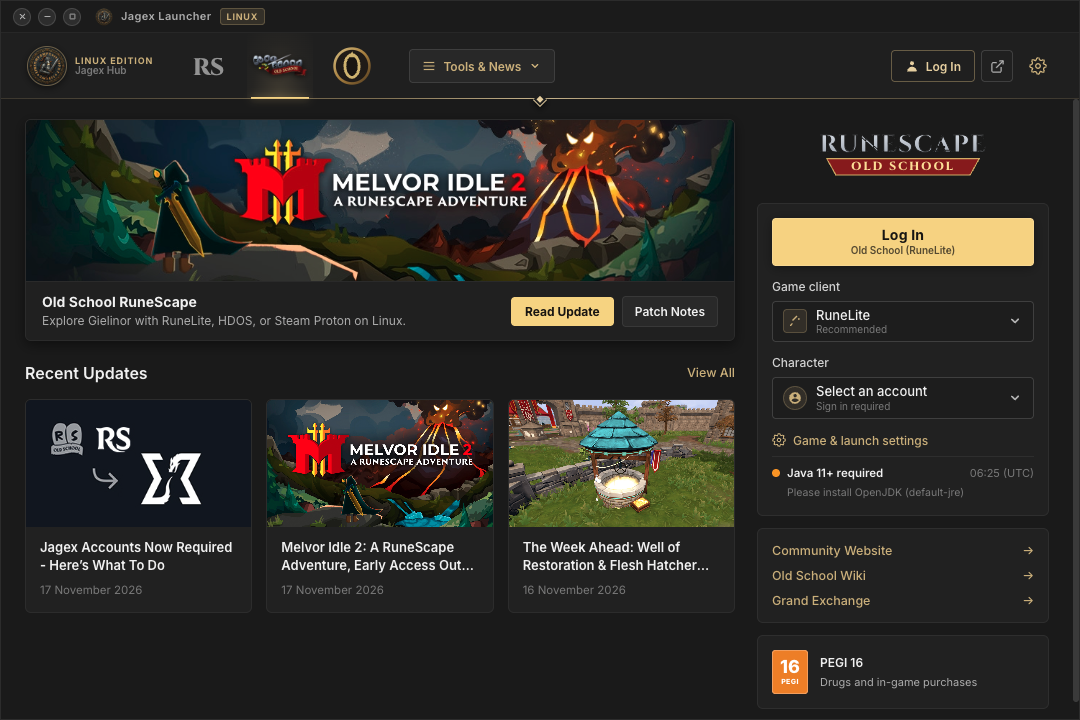 Jagex Launcher LINUX
LINUX EDITION
Jagex Hub
RS
OLD SCHOOL
Tools & News
Log In
MELVOR IDLE 2
A RUNESCAPE ADVENTURE
Old School RuneScape
Explore Gielinor with RuneLite, HDOS, or Steam Proton on Linux.
Read Update
Patch Notes
Recent Updates
View All
RS
OLD SCHOOL
RS
Jagex Accounts Now Required
- Here’s What To Do
17 November 2026
MELVOR IDLE 2
A RUNESCAPE ADVENTURE
Melvor Idle 2: A RuneScape
Adventure, Early Access Out...
17 November 2026
The Week Ahead: Well of
Restoration & Flesh Hatcher...
16 November 2026
RUNESCAPE
OLD SCHOOL
Log In
Old School (RuneLite)
Game client
RuneLite
Recommended
Character
Select an account
Sign in required
Game & launch settings
Java 11+ required 06:25 (UTC)
Please install OpenJDK (default-jre)
Community Website
Old School Wiki
Grand Exchange
16
PEGI
PEGI 16
Drugs and in-game purchases